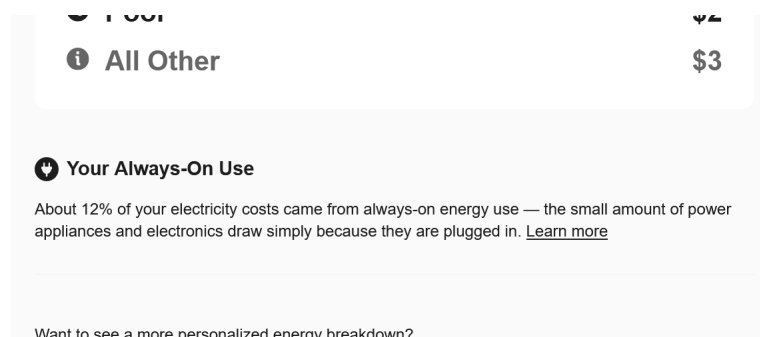 Pool $2
All Other $3
Your Always-On Use
About 12% of your electricity costs came from always-on energy use — the small amount of power
appliances and electronics draw simply because they are plugged in. Learn more
Want to see a more personalized energy breakdown?